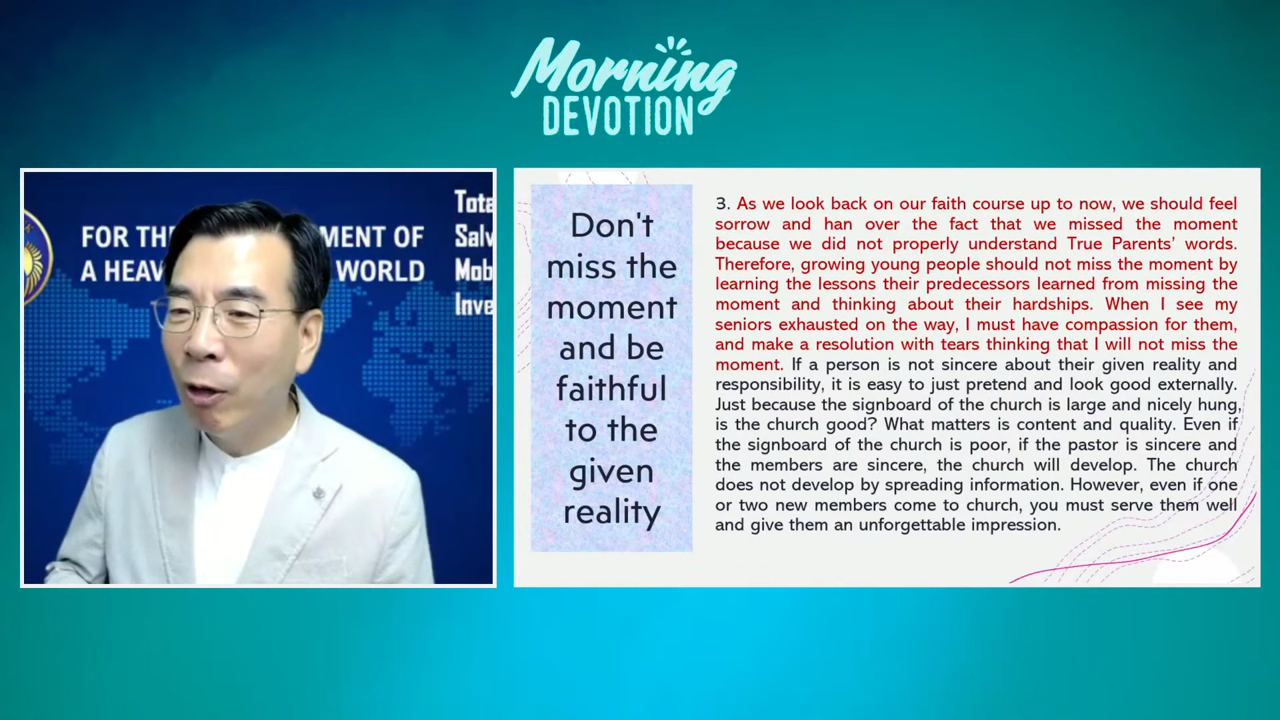 Morning
DEVOTION
FOR TH MENT OF
A HEAV WORLD
Tota
Salv
Mob
Inve
Don't
miss the
moment
and be
faithful
to the
given
reality
3. As we look back on our faith course up to now, we should feel
sorrow and han over the fact that we missed the moment
because we did not properly understand True Parents' words.
Therefore, growing young people should not miss the moment by
learning the lessons their predecessors learned from missing the
moment and thinking about their hardships. When I see my
seniors exhausted on the way, I must have compassion for them,
and make a resolution with tears thinking that I will not miss the
moment. If a person is not sincere about their given reality and
responsibility, it is easy to just pretend and look good externally.
Just because the signboard of the church is large and nicely hung,
is the church good? What matters is content and quality. Even if
the signboard of the church is poor, if the pastor is sincere and
the members are sincere, the church will develop. The church
does not develop by spreading information. However, even if one
or two new members come to church, you must serve them well
and give them an unforgettable impression.